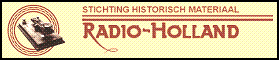 STICHTING HISTORISCH MATERIAAL
RADIO-HOLLAND